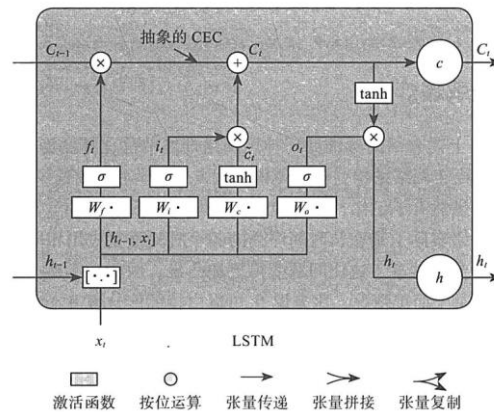 抽象的 CEC
C_{t-1} × C_t + c C_t
tanh
f_t i_t × \tilde{c}_t o_t ×
σ σ tanh σ
W_f · W_i · W_c · W_o ·
[h_{t-1}, x_t]
h_{t-1} [·.·] h_t h h_t
x_t LSTM
激活函数 按位运算 张量传递 张量拼接 张量复制